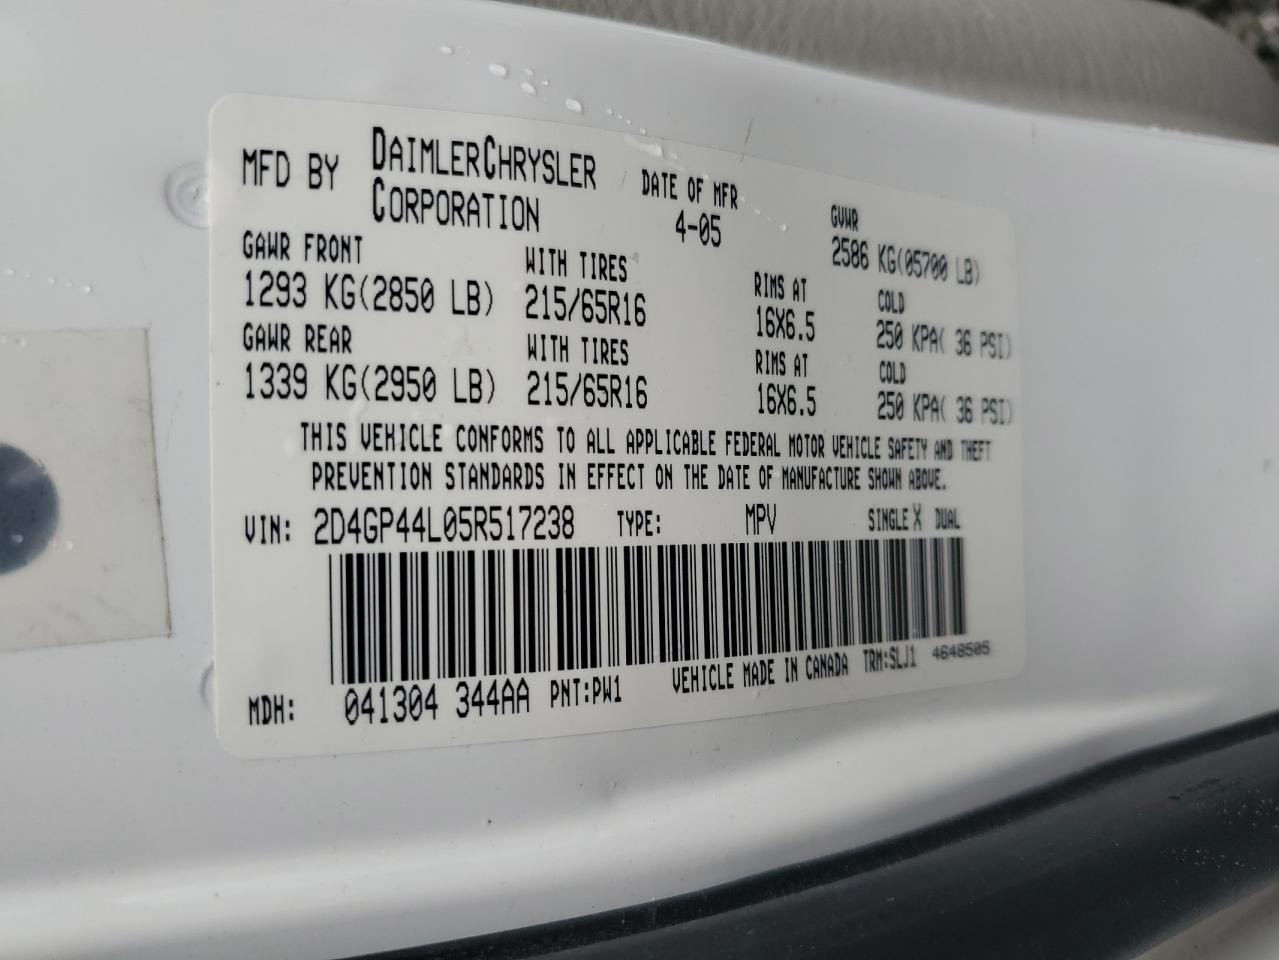 MFD BY DAIMLERCHRYSLER CORPORATION
DATE OF MFR 4-05
GVWR 2586 KG(05700 LB)
GAWR FRONT WITH TIRES RIMS AT COLD
1293 KG(2850 LB) 215/65R16 16X6.5 250 KPA( 36 PSI)
GAWR REAR WITH TIRES RIMS AT COLD
1339 KG(2950 LB) 215/65R16 16X6.5 250 KPA( 36 PSI)
THIS VEHICLE CONFORMS TO ALL APPLICABLE FEDERAL MOTOR VEHICLE SAFETY AND THEFT
PREVENTION STANDARDS IN EFFECT ON THE DATE OF MANUFACTURE SHOWN ABOVE.
VIN: 2D4GP44L05R517238 TYPE: MPV SINGLE X DUAL
MDH: 041304 344AA PNT:PW1 VEHICLE MADE IN CANADA TRM:SLJ1 4648505